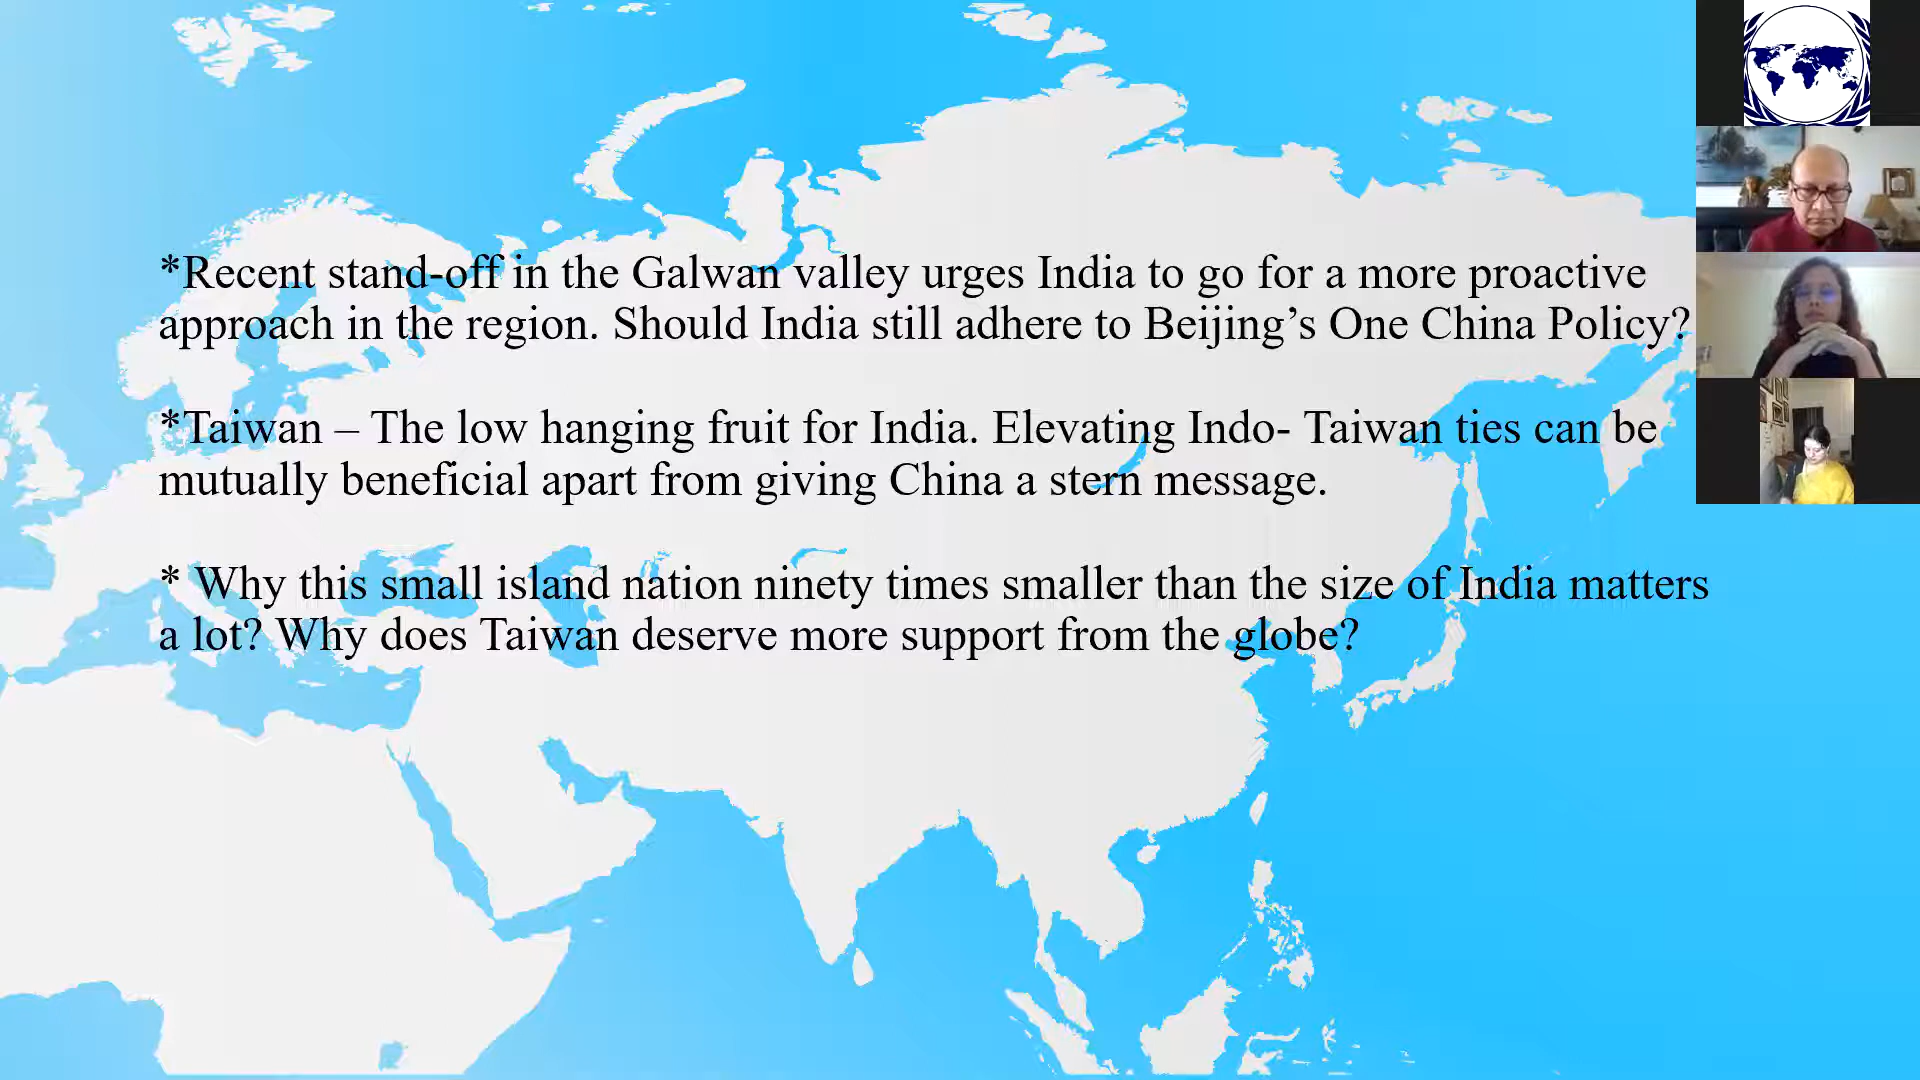 *Recent stand-off in the Galwan valley urges India to go for a more proactive
approach in the region. Should India still adhere to Beijing’s One China Policy?
*Taiwan – The low hanging fruit for India. Elevating Indo- Taiwan ties can be
mutually beneficial apart from giving China a stern message.
* Why this small island nation ninety times smaller than the size of India matters
a lot? Why does Taiwan deserve more support from the globe?